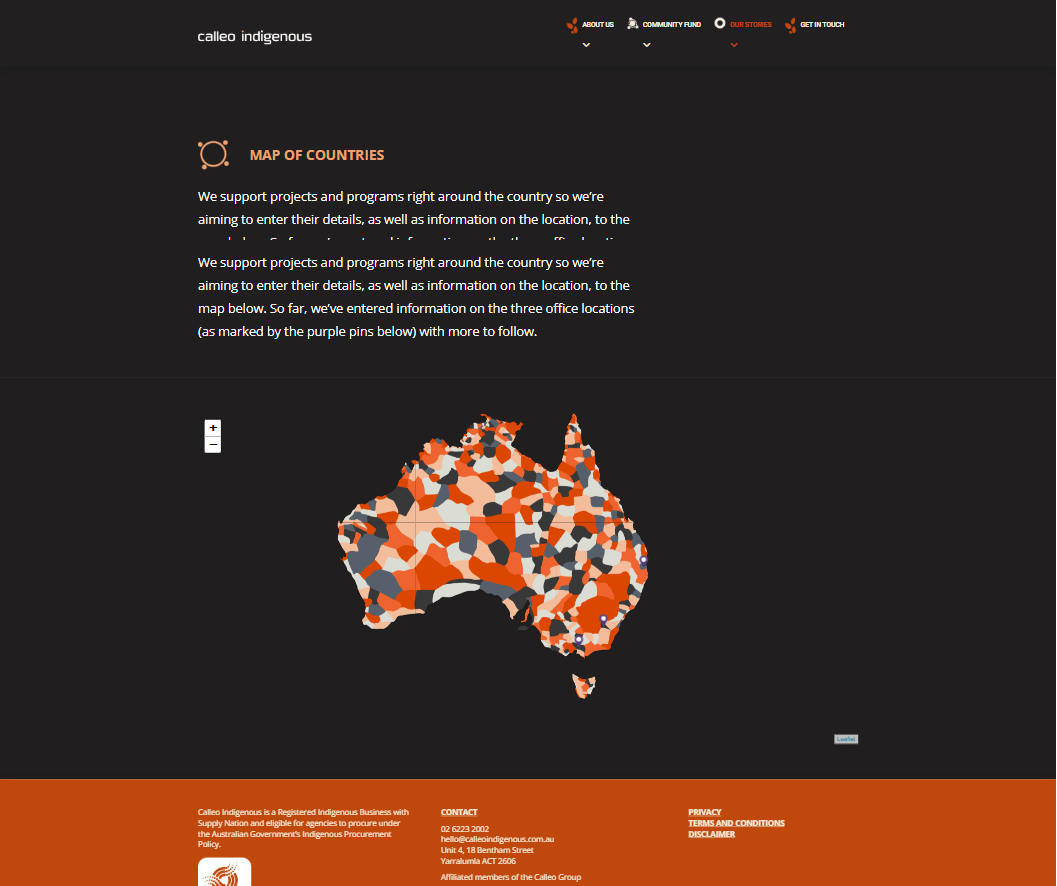 calleo indigenous
ABOUT US
COMMUNITY FUND
OUR STORIES
GET IN TOUCH
MAP OF COUNTRIES
We support projects and programs right around the country so we're
aiming to enter their details, as well as information on the location, to the
We support projects and programs right around the country so we're
aiming to enter their details, as well as information on the location, to the
map below. So far, we've entered information on the three office locations
(as marked by the purple pins below) with more to follow.
+
−
Leaflet
Calleo Indigenous is a Registered Indigenous Business with
Supply Nation and eligible for agencies to procure under
the Australian Government's Indigenous Procurement
Policy.
CONTACT
02 6223 2002
hello@calleoindigenous.com.au
Unit 4, 18 Bentham Street
Yarralumla ACT 2606
Affiliated members of the Calleo Group
PRIVACY
TERMS AND CONDITIONS
DISCLAIMER